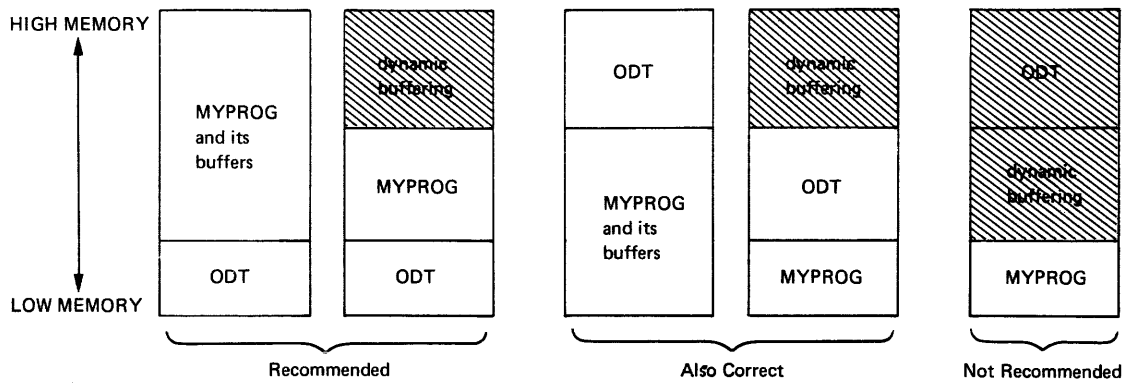 HIGH MEMORY
LOW MEMORY
MYPROG
and its
buffers
ODT
dynamic
buffering
MYPROG
ODT
Recommended
ODT
MYPROG
and its
buffers
dynamic
buffering
ODT
MYPROG
Also Correct
ODT
dynamic
buffering
MYPROG
Not Recommended